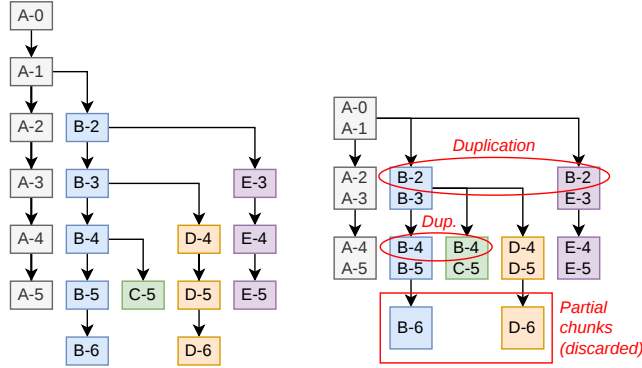 A-0
A-1
A-2
B-2
A-3
B-3
E-3
A-4
B-4
D-4
E-4
A-5
B-5
C-5
D-5
E-5
B-6
D-6
A-0
A-1
Duplication
A-2
A-3
B-2
B-3
B-2
E-3
Dup.
A-4
A-5
B-4
B-5
B-4
C-5
D-4
D-5
E-4
E-5
B-6
D-6
Partial
chunks
(discarded)